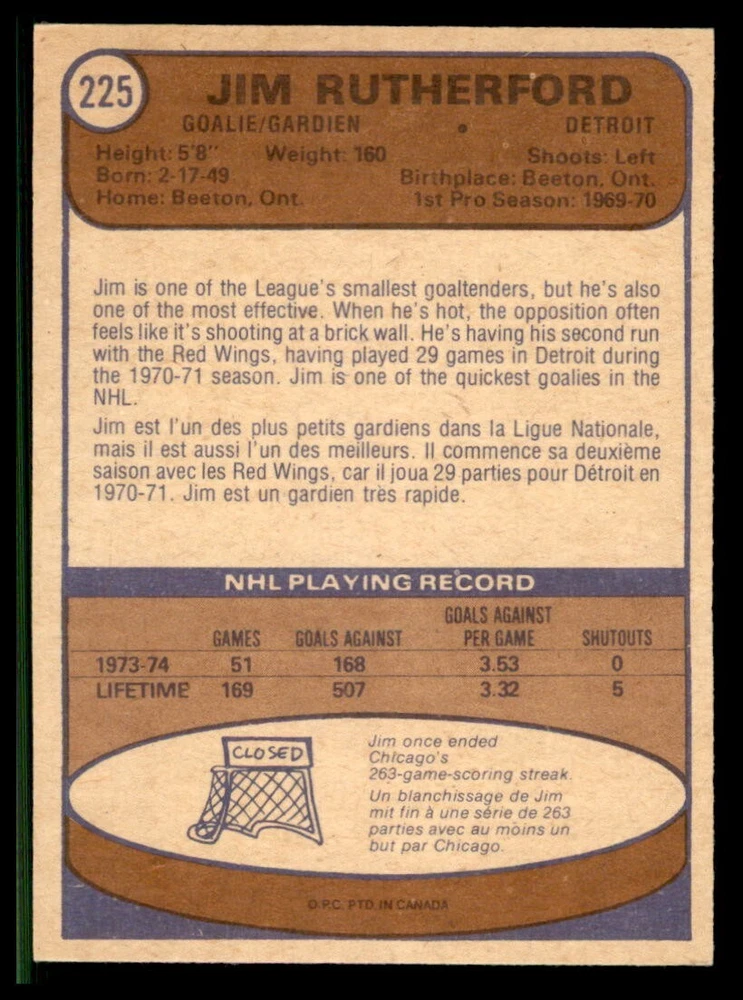 225
JIM RUTHERFORD
GOALIE/GARDIEN • DETROIT
Height: 5'8" Weight: 160 Shoots: Left
Born: 2-17-49 Birthplace: Beeton, Ont.
Home: Beeton, Ont. 1st Pro Season: 1969-70
Jim is one of the League's smallest goaltenders, but he's also
one of the most effective. When he's hot, the opposition often
feels like it's shooting at a brick wall. He's having his second run
with the Red Wings, having played 29 games in Detroit during
the 1970-71 season. Jim is one of the quickest goalies in the
NHL.
Jim est l'un des plus petits gardiens dans la Ligue Nationale,
mais il est aussi l'un des meilleurs. Il commence sa deuxième
saison avec les Red Wings, car il joua 29 parties pour Détroit en
1970-71. Jim est un gardien très rapide.
NHL PLAYING RECORD
GAMES GOALS AGAINST GOALS AGAINST PER GAME SHUTOUTS
1973-74 51 168 3.53 0
LIFETIME 169 507 3.32 5
CLOSED
Jim once ended
Chicago's
263-game-scoring streak.
Un blanchissage de Jim
mit fin à une série de 263
parties avec au moins un
but par Chicago.
© P.C. PTD. IN CANADA